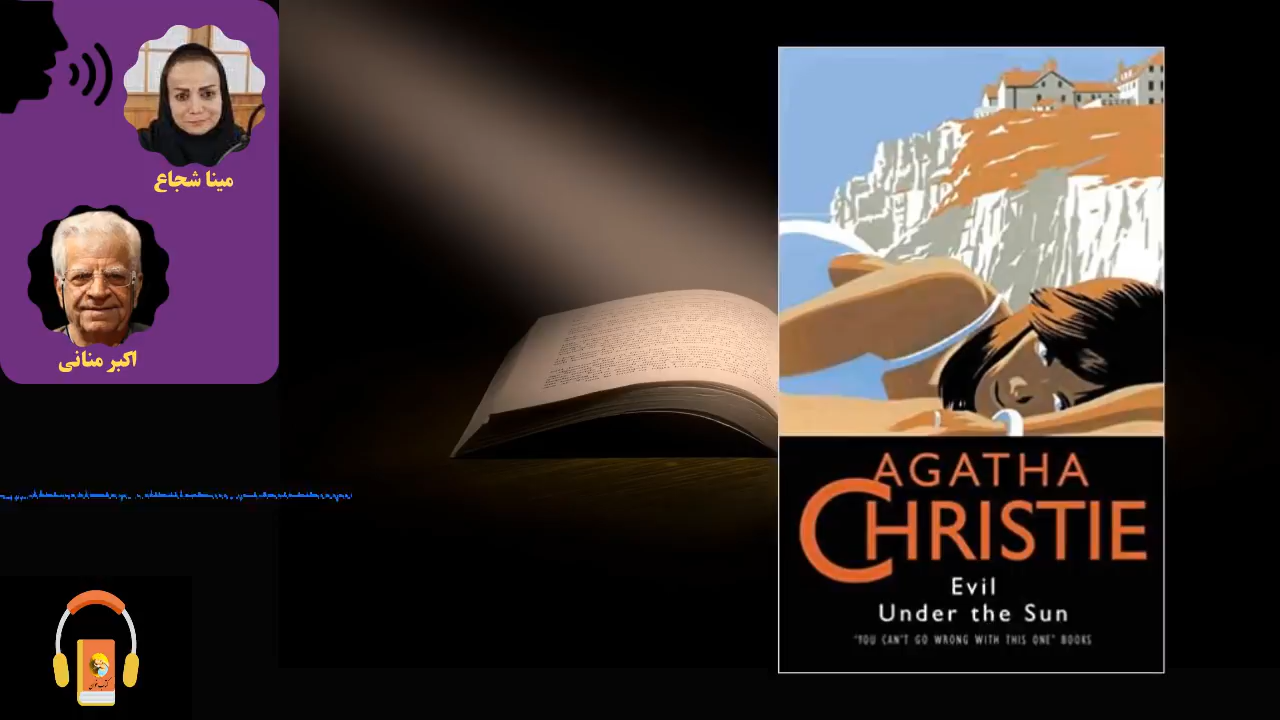 مینا شجاع
اکبر منانی
AGATHA
CHRISTIE
Evil
Under the Sun
"YOU CAN'T GO WRONG WITH THIS ONE" BOOKS